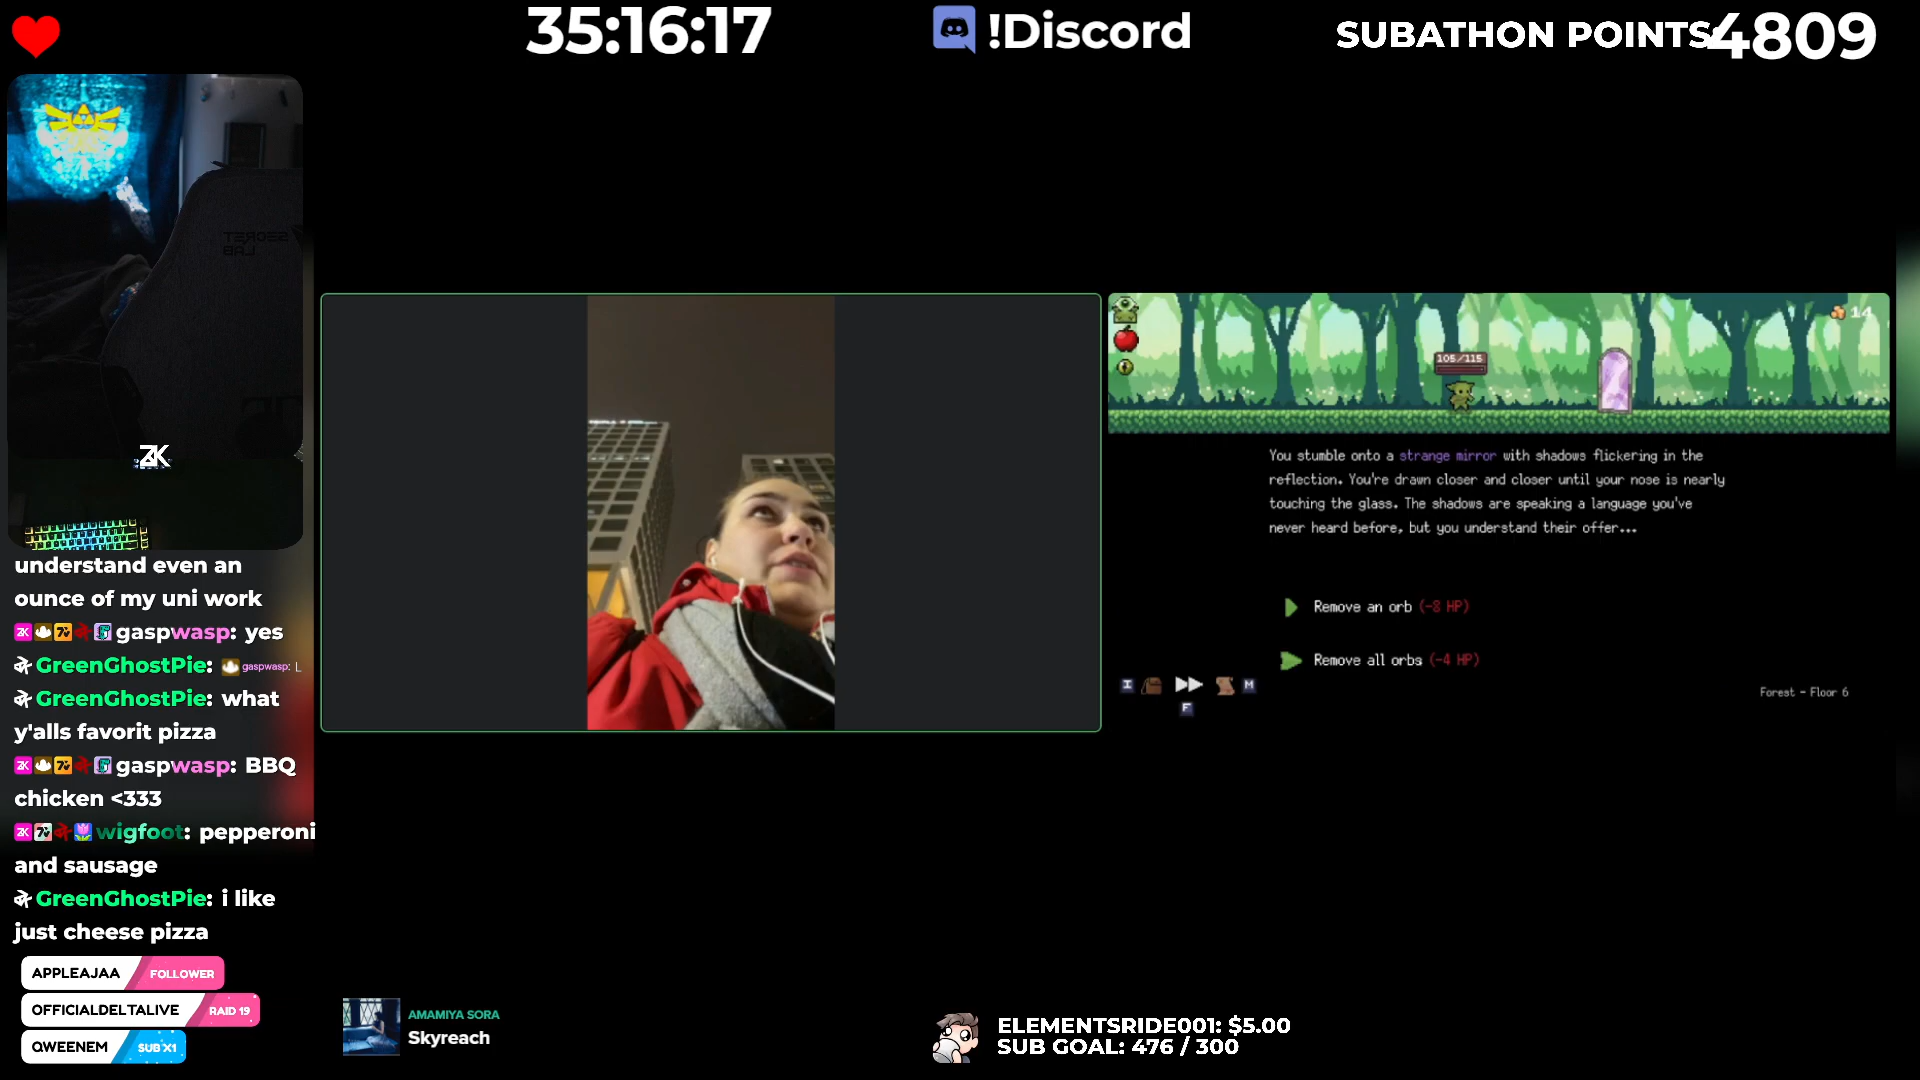 35:16:17
!Discord
SUBATHON POINTS
4809
understand even an
ounce of my uni work
gaspwasp: yes
GreenGhostPie: gaspwasp: L
GreenGhostPie: what
y'alls favorit pizza
gaspwasp: BBQ
chicken <333
wigfoot: pepperoni
and sausage
GreenGhostPie: i like
just cheese pizza
APPLEAJAA FOLLOWER
OFFICIALDELTALIVE RAID 19
QWEENEM SUB X1
ZK
14
105/115
You stumble onto a strange mirror with shadows flickering in the
reflection. You're drawn closer and closer until your nose is nearly
touching the glass. The shadows are speaking a language you've
never heard before, but you understand their offer...
Remove an orb (-8 HP)
Remove all orbs (-4 HP)
I
M
F
Forest - Floor 6
AMAMIYA SORA
Skyreach
ELEMENTSRIDE001: $5.00
SUB GOAL: 476 / 300